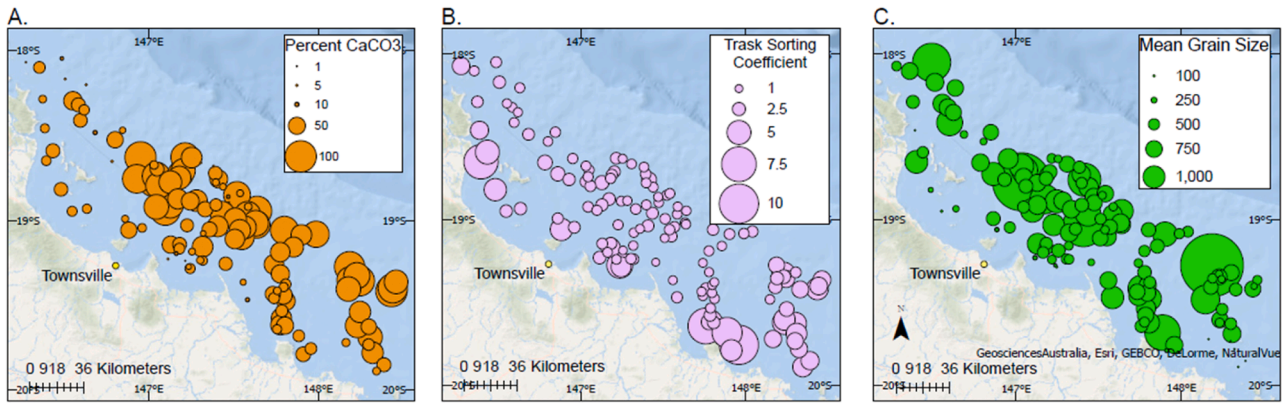 A.
147°E
18°S
Percent CaCO3
1
5
10
50
100
19°S
Townsville
0 918 36 Kilometers
20°S
147°E
148°E
20°S
B.
147°E
18°S
Trask Sorting
Coefficient
1
2.5
5
7.5
10
19°S
19°S
Townsville
0 918 36 Kilometers
20°S
147°E
148°E
20°S
C.
147°E
18°S
Mean Grain Size
100
250
500
750
1,000
19°S
19°S
Townsville
N
GeosciencesAustralia, Esri, GEBCO, DeLorme, NaturalVue
0 918 36 Kilometers
20°S
147°E
148°E
20°S